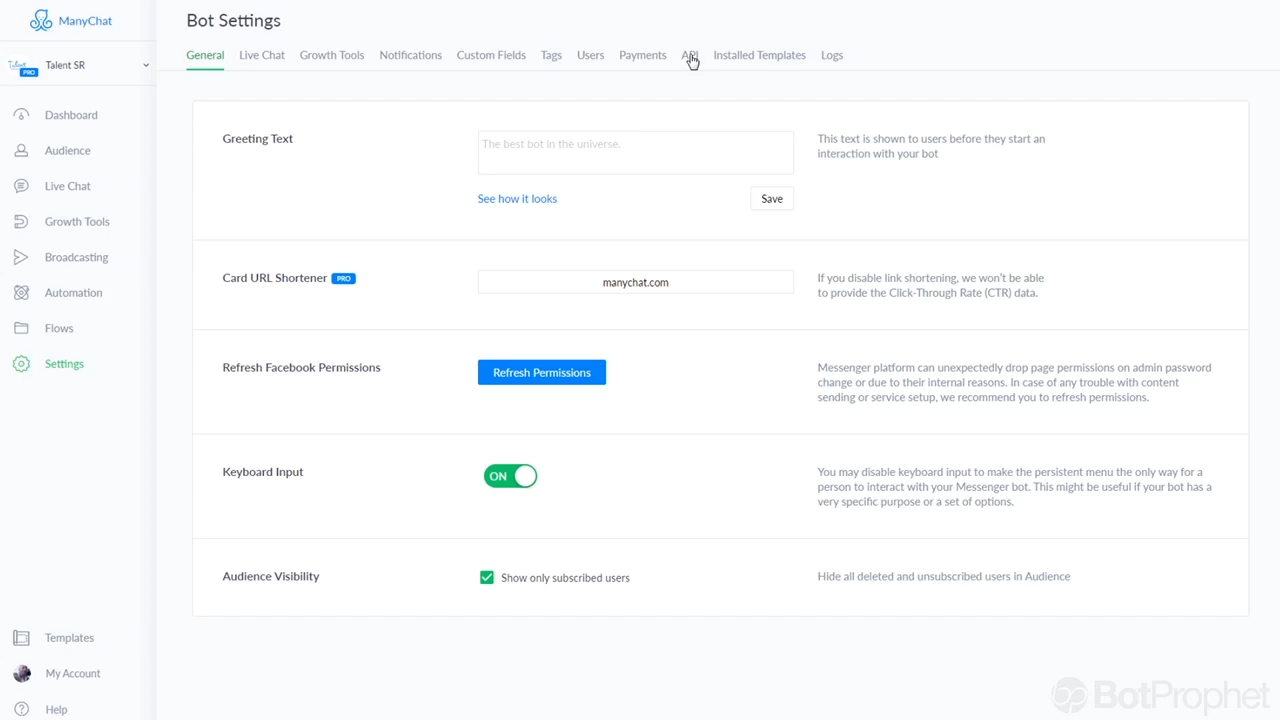 ManyChat
Bot Settings
Talent SR
PRO
General Live Chat Growth Tools Notifications Custom Fields Tags Users Payments API Installed Templates Logs
Dashboard
Audience
Live Chat
Growth Tools
Broadcasting
Automation
Flows
Settings
Templates
My Account
Help
Greeting Text
The best bot in the universe.
See how it looks
Save
This text is shown to users before they start an
interaction with your bot
Card URL Shortener PRO
manychat.com
If you disable link shortening, we won't be able
to provide the Click-Through Rate (CTR) data.
Refresh Facebook Permissions
Refresh Permissions
Messenger platform can unexpectedly drop page permissions on admin password
change or due to their internal reasons. In case of any trouble with content
sending or service setup, we recommend you to refresh permissions.
Keyboard Input
ON
You may disable keyboard input to make the persistent menu the only way for a
person to interact with your Messenger bot. This might be useful if your bot has a
very specific purpose or a set of options.
Audience Visibility
Show only subscribed users
Hide all deleted and unsubscribed users in Audience
BotProphet